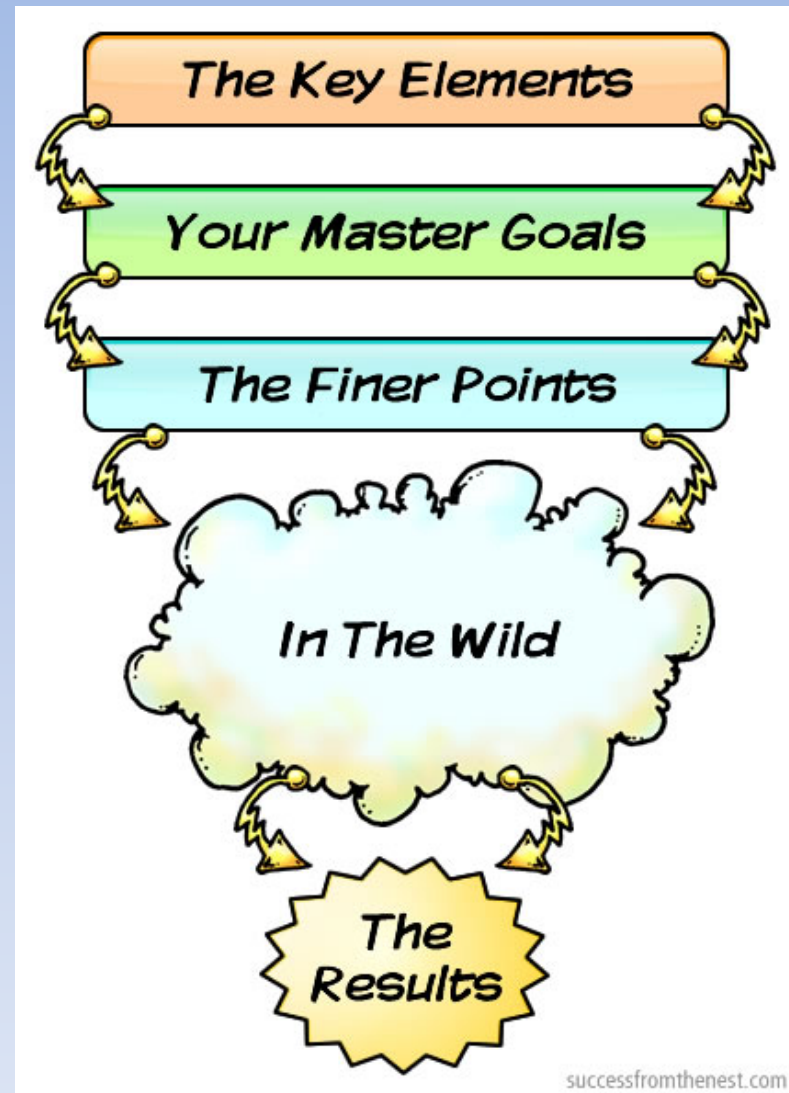 The Key Elements
Your Master Goals
The Finer Points
In The Wild
The
Results
successfromthenest.com